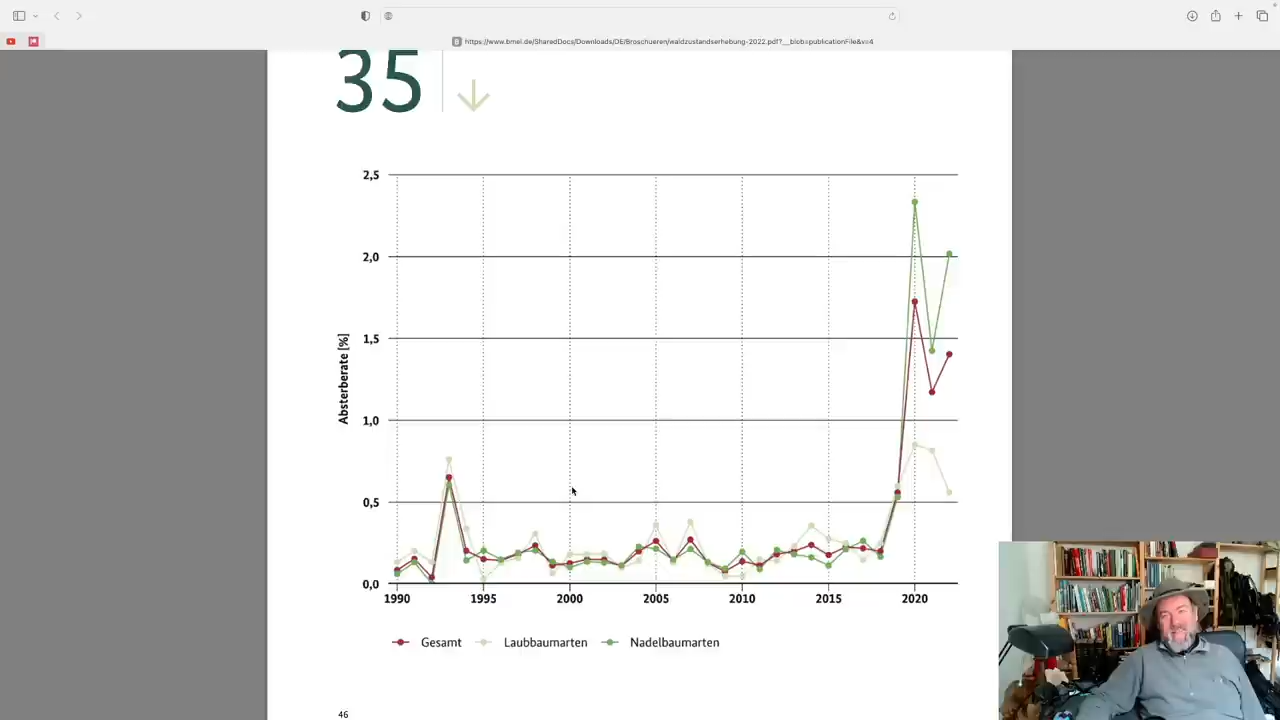 https://www.bmel.de/SharedDocs/Downloads/DE/Broschueren/waldzustandserhebung-2022.pdf?__blob=publicationFile&v=4
35
2,5
2,0
1,5
1,0
0,5
0,0
Absterberate [%]
1990 1995 2000 2005 2010 2015 2020
Gesamt Laubbaumarten Nadelbaumarten
46